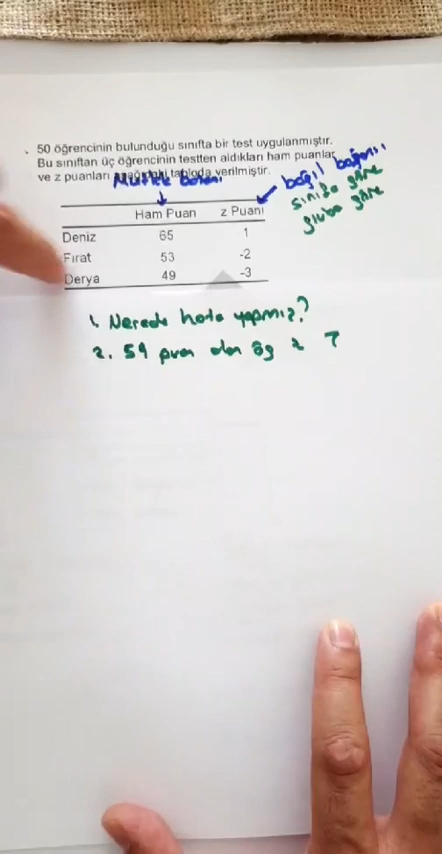 50 öğrencinin bulunduğu sınıfta bir test uygulanmıştır.
Bu sınıftan üç öğrencinin testten aldıkları ham puanlar
ve z puanları aşağıdaki tabloda verilmiştir.
Mutlak başarı
bağıl başarısı
sınıfa göre
gruba göre
Ham Puan z Puanı
Deniz 65 1
Fırat 53 -2
Derya 49 -3
1. Nerede hata yapmış?
2. 59 puan alan öğ z ?